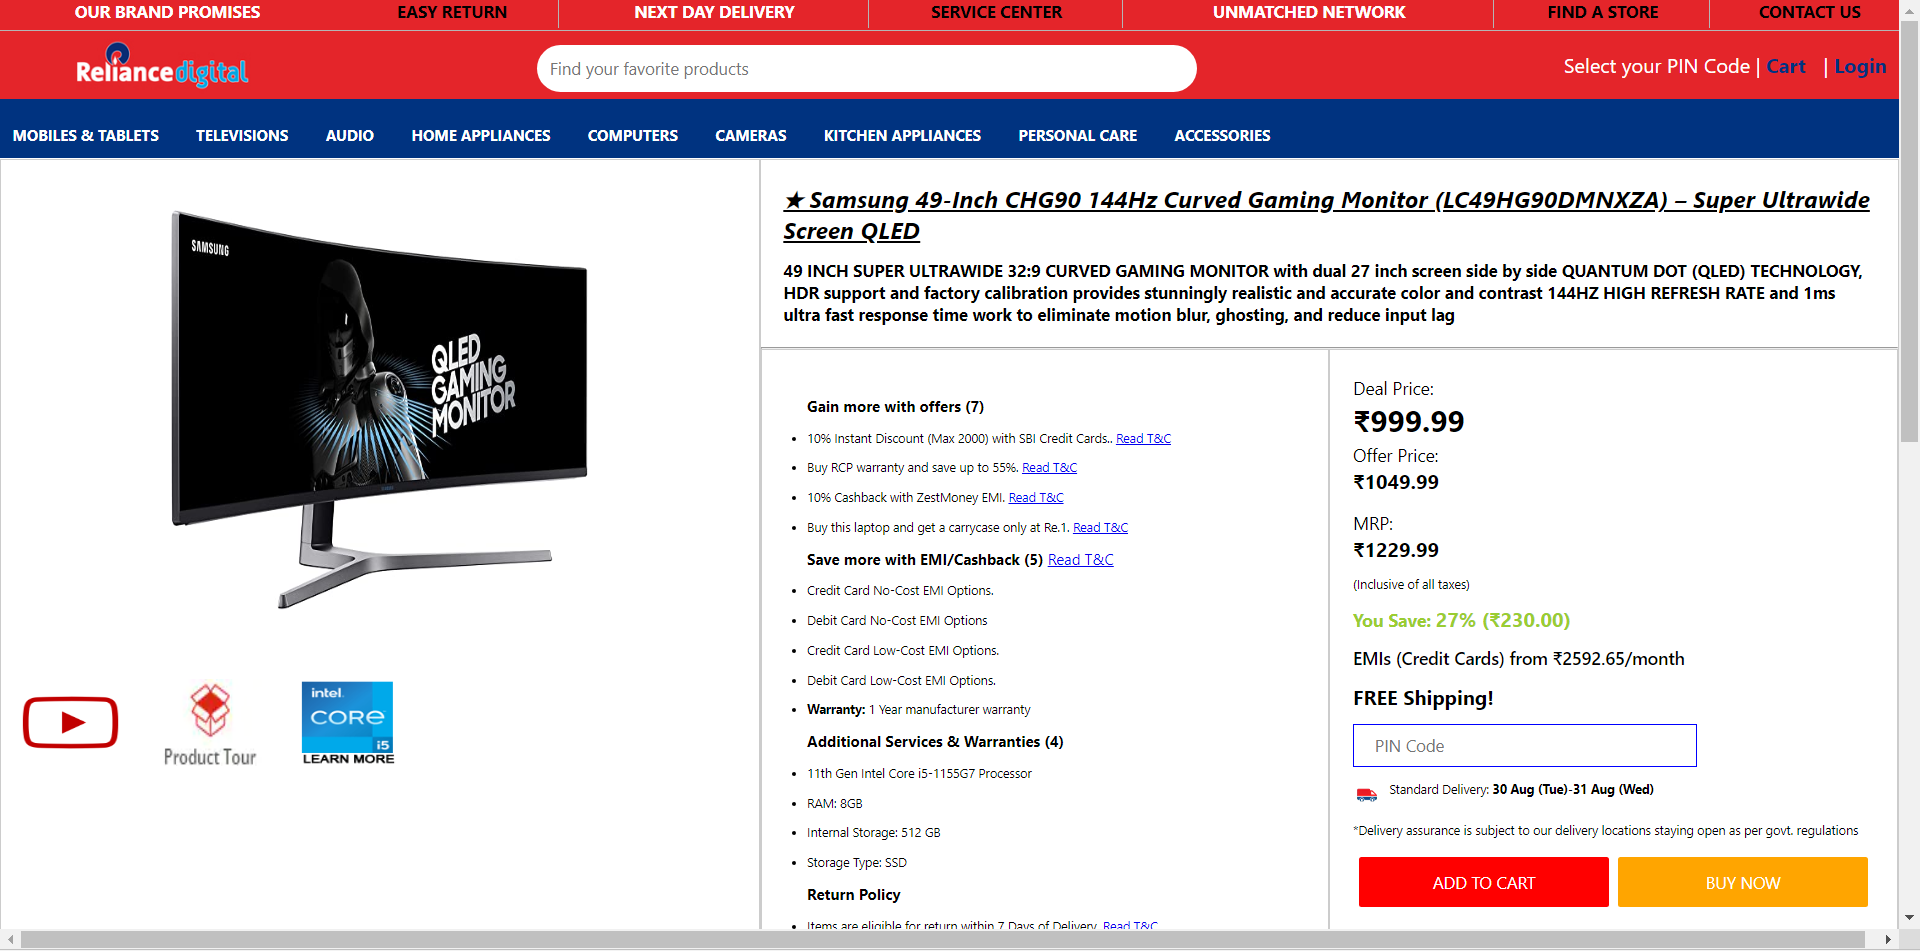 OUR BRAND PROMISES EASY RETURN NEXT DAY DELIVERY SERVICE CENTER UNMATCHED NETWORK FIND A STORE CONTACT US
Reliance digital
Find your favorite products
Select your PIN Code | Cart | Login
MOBILES & TABLETS TELEVISIONS AUDIO HOME APPLIANCES COMPUTERS CAMERAS KITCHEN APPLIANCES PERSONAL CARE ACCESSORIES
SAMSUNG
QLED
GAMING
MONITOR
Product Tour
intel
CORE
i5
LEARN MORE
★ Samsung 49-Inch CHG90 144Hz Curved Gaming Monitor (LC49HG90DMNXZA) – Super Ultrawide
Screen QLED
49 INCH SUPER ULTRAWIDE 32:9 CURVED GAMING MONITOR with dual 27 inch screen side by side QUANTUM DOT (QLED) TECHNOLOGY,
HDR support and factory calibration provides stunningly realistic and accurate color and contrast 144HZ HIGH REFRESH RATE and 1ms
ultra fast response time work to eliminate motion blur, ghosting, and reduce input lag
Gain more with offers (7)
• 10% Instant Discount (Max 2000) with SBI Credit Cards.. Read T&C
• Buy RCP warranty and save up to 55%. Read T&C
• 10% Cashback with ZestMoney EMI. Read T&C
• Buy this laptop and get a carrycase only at Re.1. Read T&C
Save more with EMI/Cashback (5) Read T&C
• Credit Card No-Cost EMI Options.
• Debit Card No-Cost EMI Options
• Credit Card Low-Cost EMI Options.
• Debit Card Low-Cost EMI Options.
• Warranty: 1 Year manufacturer warranty
Additional Services & Warranties (4)
• 11th Gen Intel Core i5-1155G7 Processor
• RAM: 8GB
• Internal Storage: 512 GB
• Storage Type: SSD
Return Policy
• Items are eligible for return within 7 Days of Delivery. Read T&C
Deal Price:
₹999.99
Offer Price:
₹1049.99
MRP:
₹1229.99
(Inclusive of all taxes)
You Save: 27% (₹230.00)
EMIs (Credit Cards) from ₹2592.65/month
FREE Shipping!
PIN Code
Standard Delivery: 30 Aug (Tue)-31 Aug (Wed)
*Delivery assurance is subject to our delivery locations staying open as per govt. regulations
ADD TO CART BUY NOW